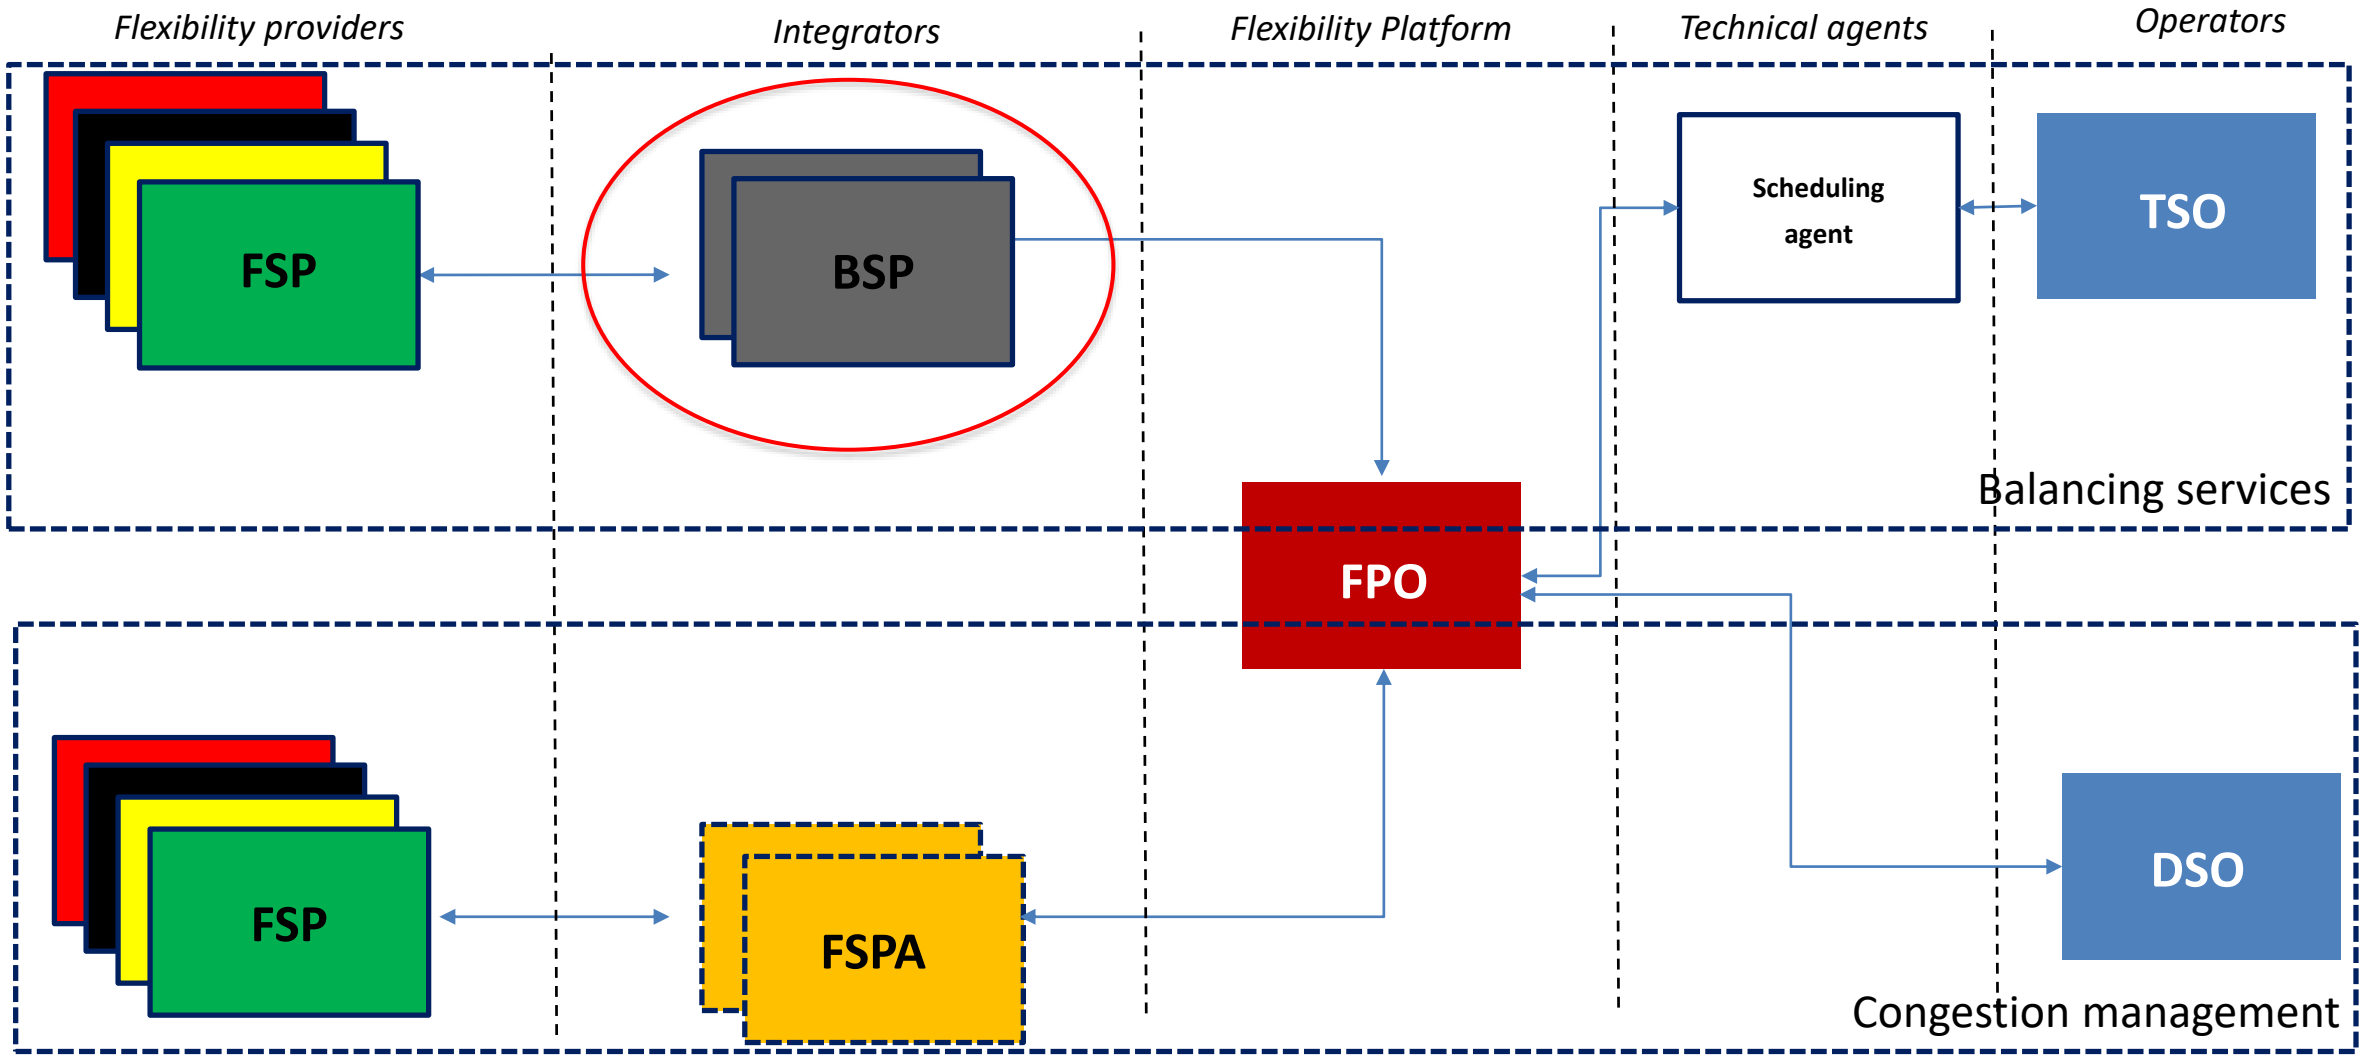 Flexibility providers
Integrators
Flexibility Platform
Technical agents
Operators
FSP
BSP
Scheduling
agent
TSO
Balancing services
FPO
FSP
FSPA
DSO
Congestion management